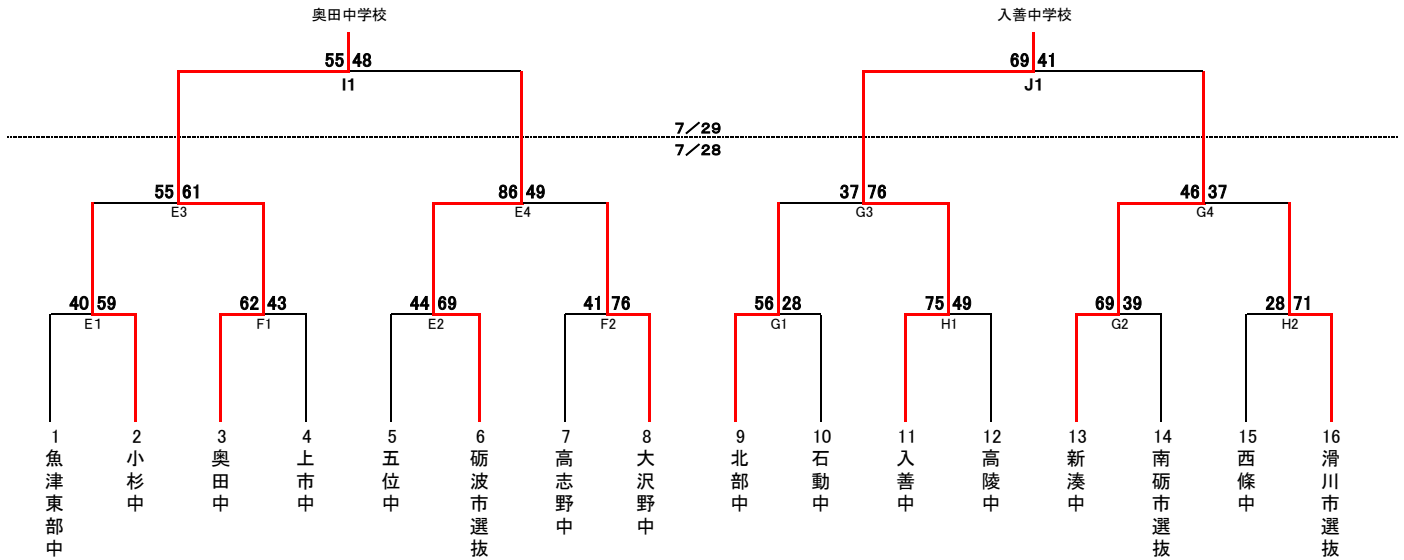 奥田中学校 入善中学校
55 48 69 41
I1 J1
7/29
7/28
55 61 86 49 37 76 46 37
E3 E4 G3 G4
40 59 62 43 44 69 41 76 56 28 75 49 69 39 28 71
E1 F1 E2 F2 G1 H1 G2 H2
1 2 3 4 5 6 7 8 9 10 11 12 13 14 15 16
魚津東部中
小杉中
奥田中
上市中
五位中
砺波市選抜
高志野中
大沢野中
北部中
石動中
入善中
高陵中
新湊中
南砺市選抜
西條中
滑川市選抜